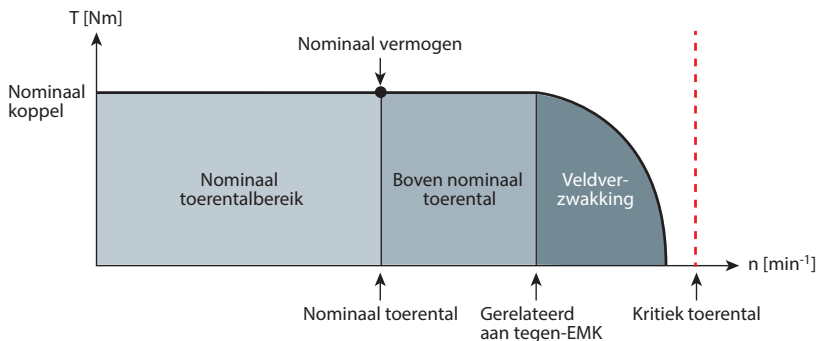 T [Nm]
Nominaal vermogen
Nominaal
koppel
Nominaal
toerentalbereik
Boven nominaal
toerental
Veldver-
zwakking
n [min⁻¹]
Nominaal toerental
Gerelateerd
aan tegen-EMK
Kritiek toerental